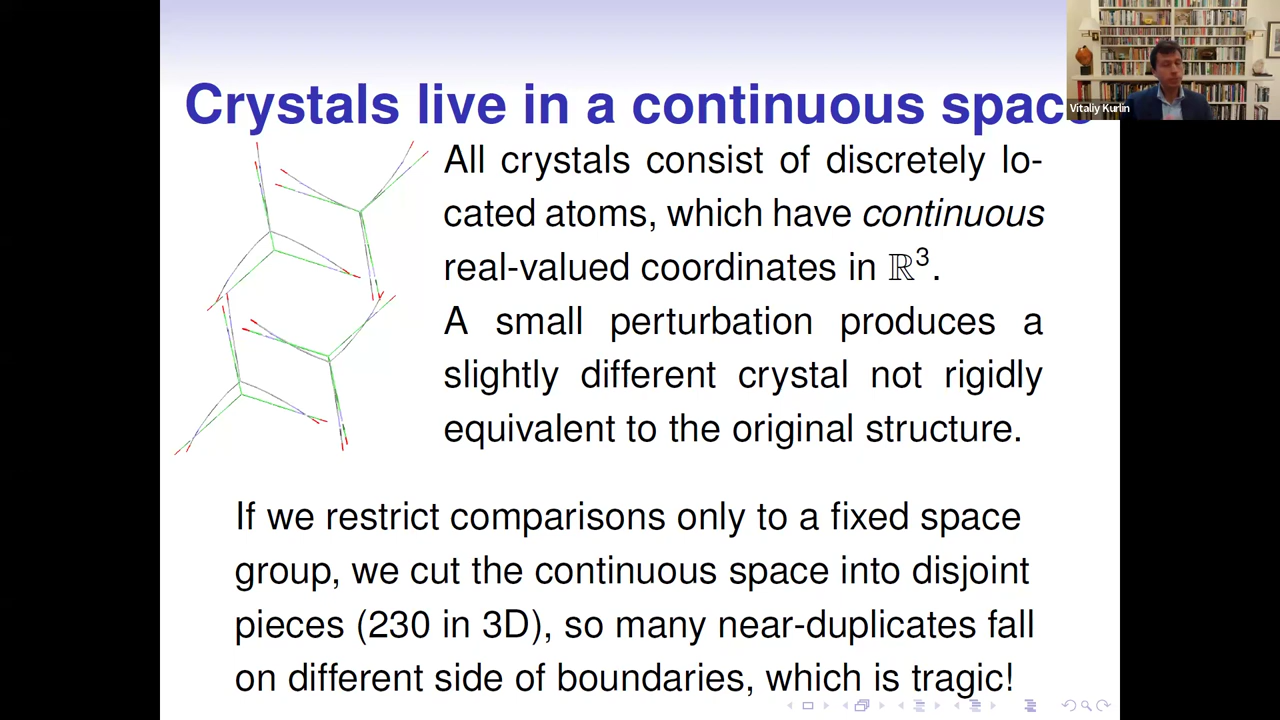 Crystals live in a continuous space
Vitaliy Kurlin
All crystals consist of discretely lo-
cated atoms, which have continuous
real-valued coordinates in ℝ³.
A small perturbation produces a
slightly different crystal not rigidly
equivalent to the original structure.
If we restrict comparisons only to a fixed space
group, we cut the continuous space into disjoint
pieces (230 in 3D), so many near-duplicates fall
on different side of boundaries, which is tragic!